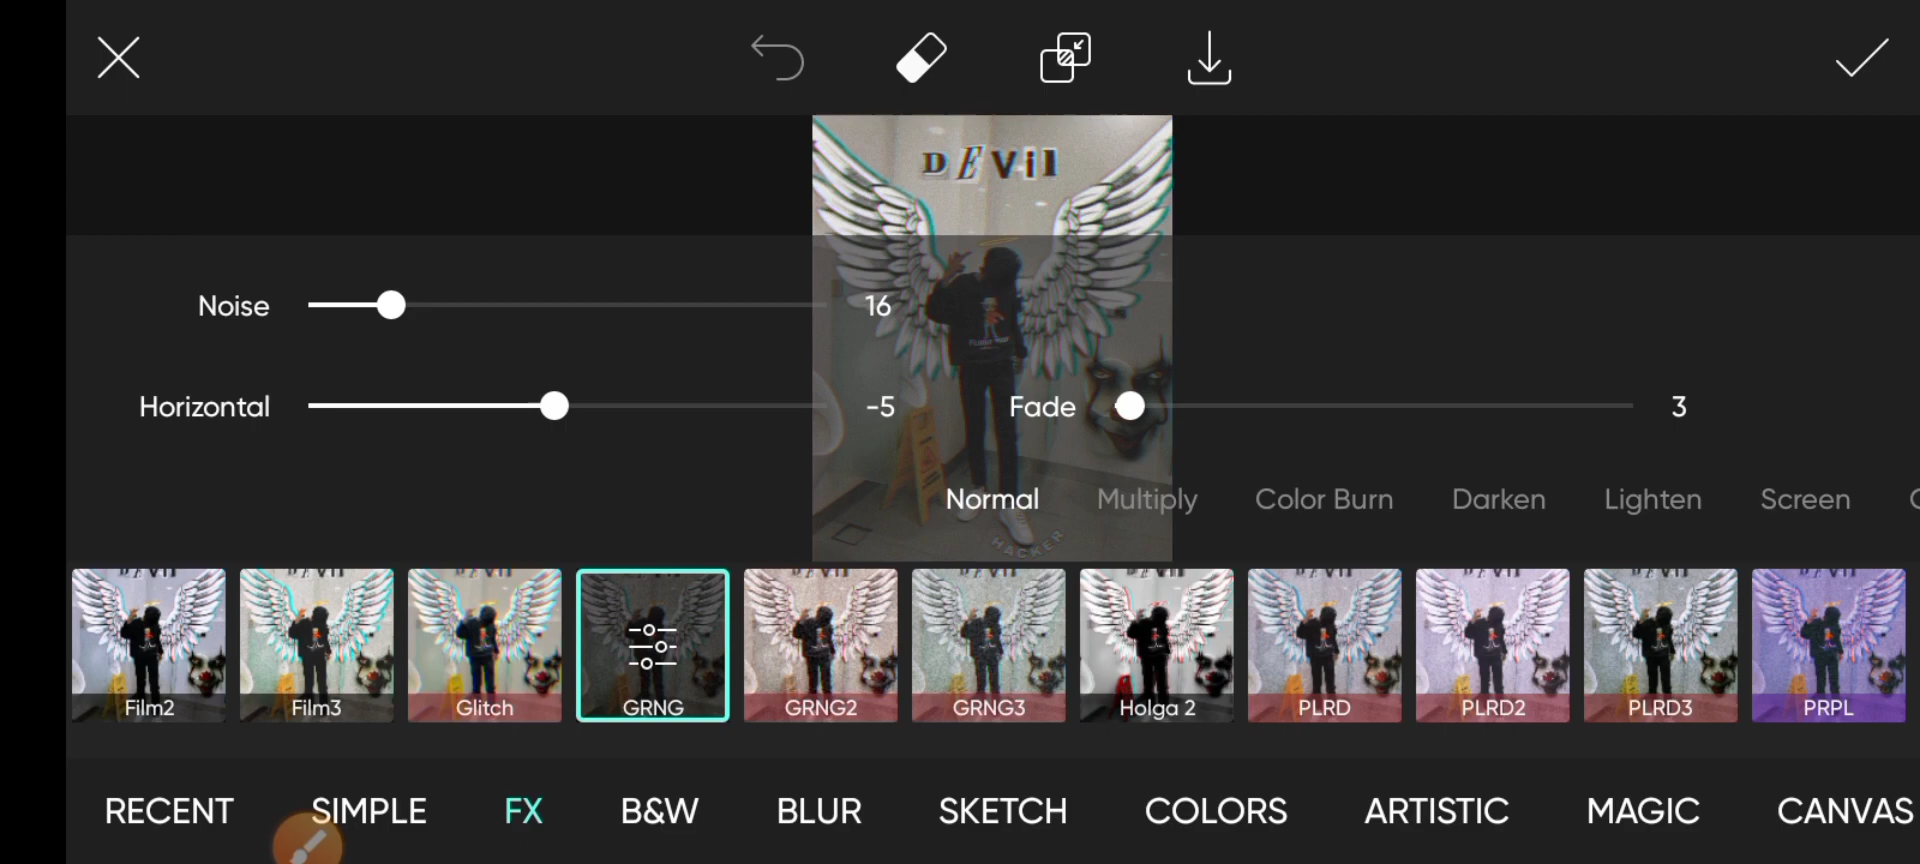 DEVil
Noise 16
Horizontal -5 Fade 3
HACKER
Normal Multiply Color Burn Darken Lighten Screen
Film2 Film3 Glitch GRNG GRNG2 GRNG3 Holga 2 PLRD PLRD2 PLRD3 PRPL
RECENT SIMPLE FX B&W BLUR SKETCH COLORS ARTISTIC MAGIC CANVAS